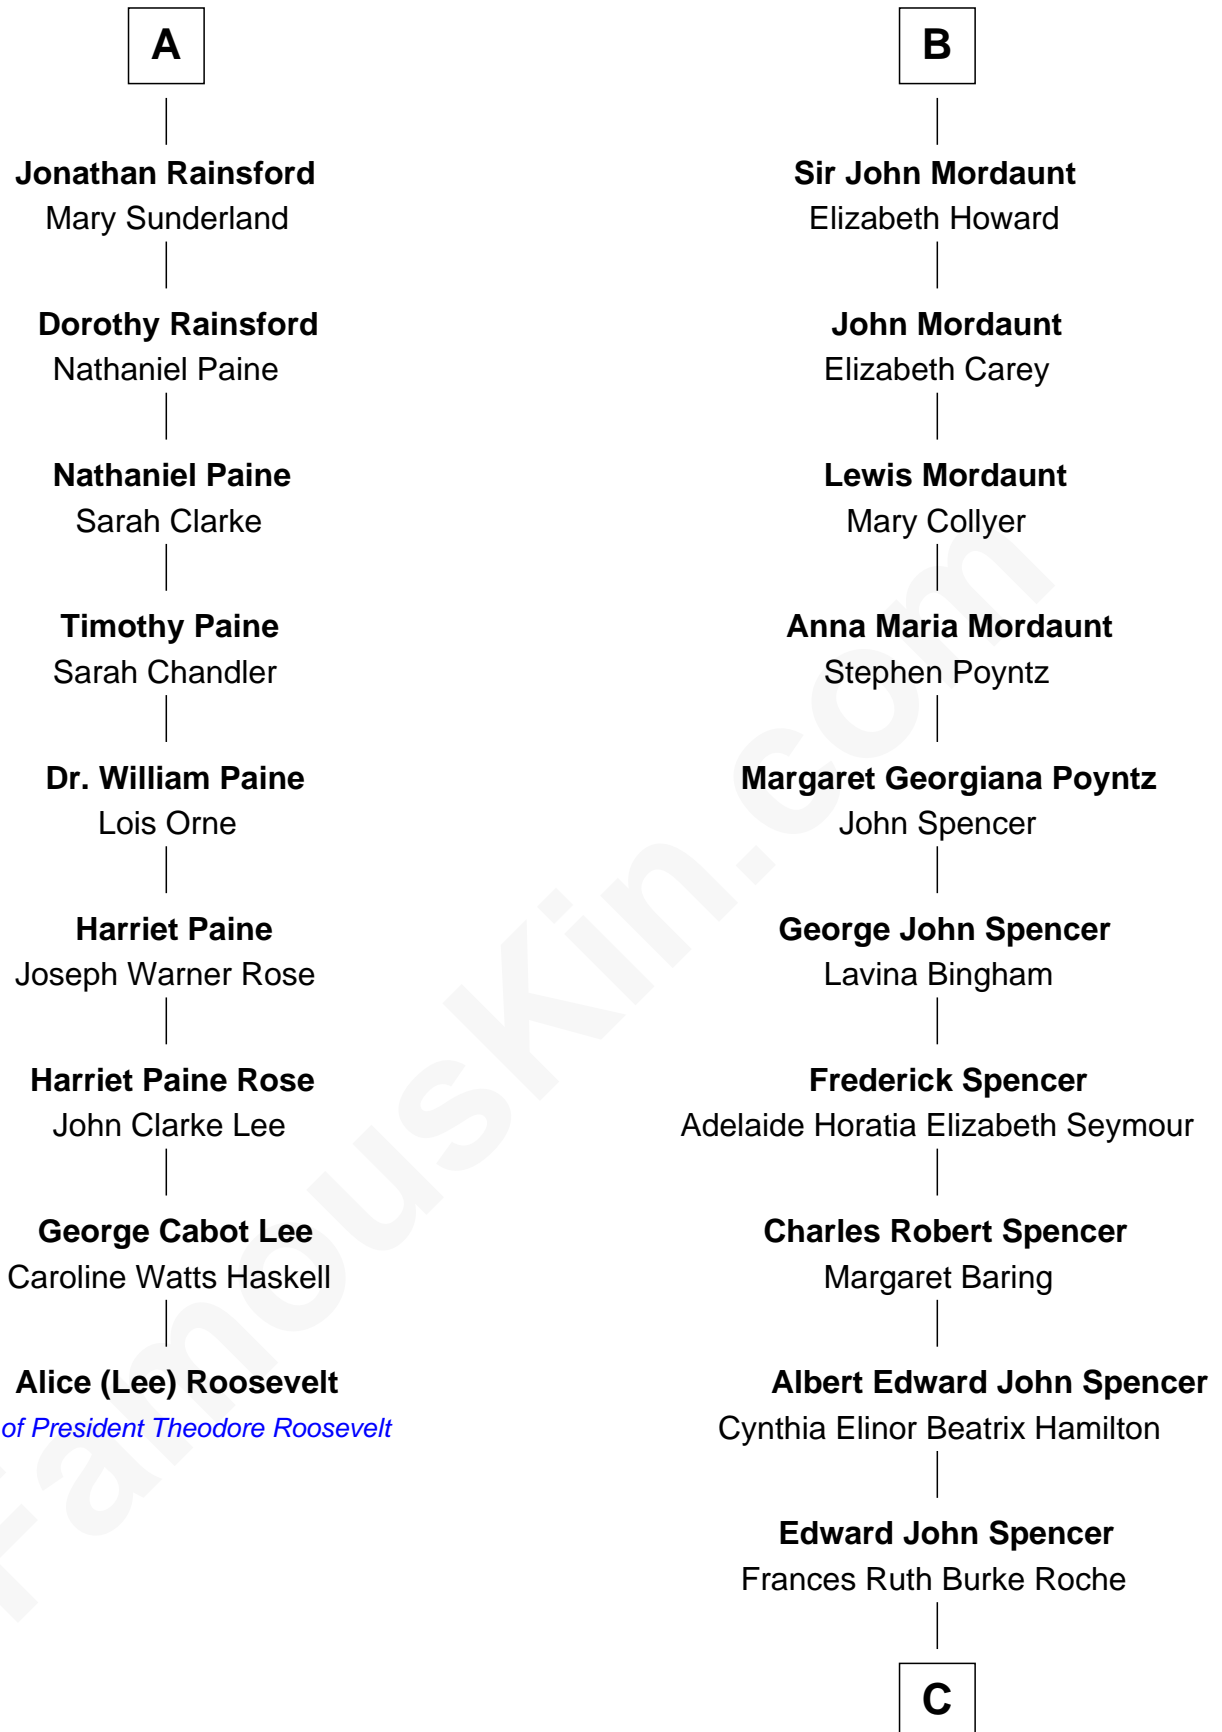 A
Jonathan Rainsford
Mary Sunderland
Dorothy Rainsford
Nathaniel Paine
Nathaniel Paine
Sarah Clarke
Timothy Paine
Sarah Chandler
Dr. William Paine
Lois Orne
Harriet Paine
Joseph Warner Rose
Harriet Paine Rose
John Clarke Lee
George Cabot Lee
Caroline Watts Haskell
Alice (Lee) Roosevelt
of President Theodore Roosevelt
B
Sir John Mordaunt
Elizabeth Howard
John Mordaunt
Elizabeth Carey
Lewis Mordaunt
Mary Collyer
Anna Maria Mordaunt
Stephen Poyntz
Margaret Georgiana Poyntz
John Spencer
George John Spencer
Lavina Bingham
Frederick Spencer
Adelaide Horatia Elizabeth Seymour
Charles Robert Spencer
Margaret Baring
Albert Edward John Spencer
Cynthia Elinor Beatrix Hamilton
Edward John Spencer
Frances Ruth Burke Roche
C
FamousKin.com